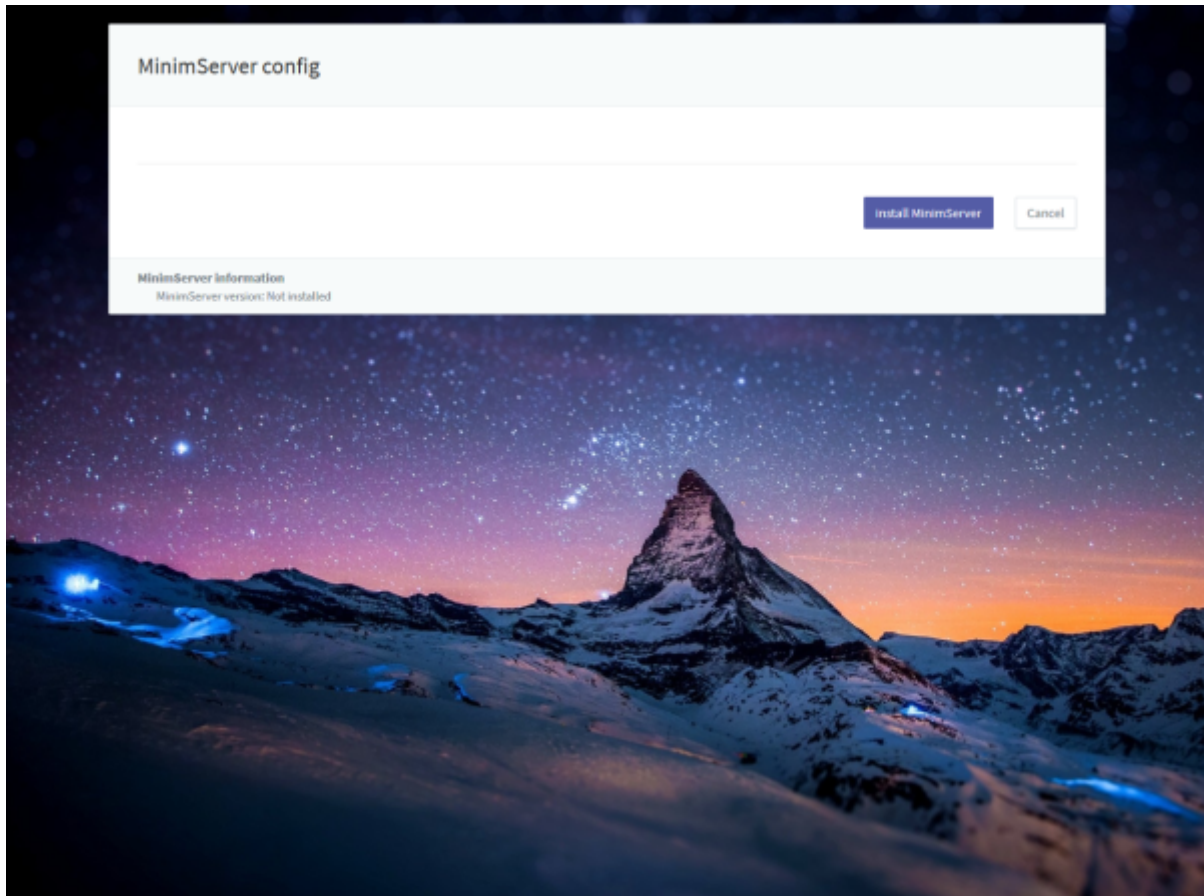 MinimServer config
Install MinimServer
Cancel
MinimServer information
MinimServer version: Not installed